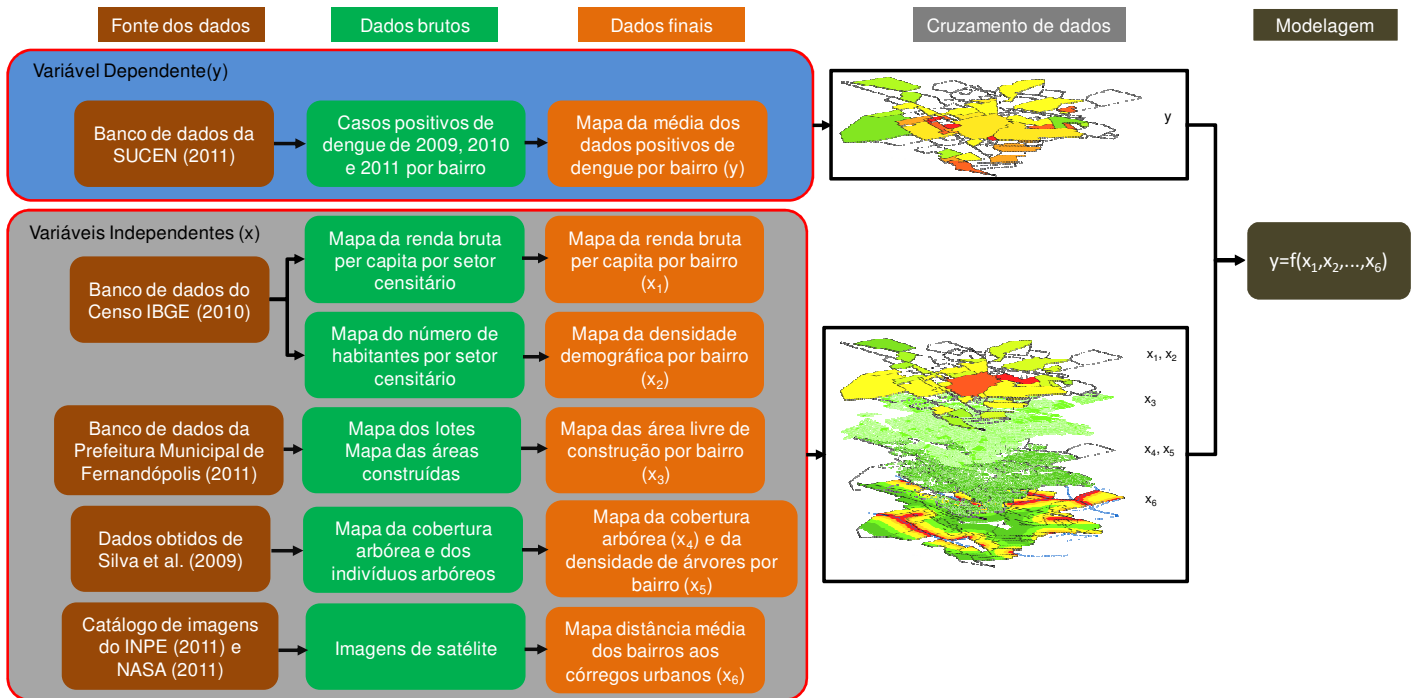 Fonte dos dados
Dados brutos
Dados finais
Cruzamento de dados
Modelagem
Variável Dependente(y)
Banco de dados da
SUCEN (2011)
Casos positivos de
dengue de 2009, 2010
e 2011 por bairro
Mapa da média dos
dados positivos de
dengue por bairro (y)
y
Variáveis Independentes (x)
Banco de dados do
Censo IBGE (2010)
Mapa da renda bruta
per capita por setor
censitário
Mapa da renda bruta
per capita por bairro
(x₁)
Mapa do número de
habitantes por setor
censitário
Mapa da densidade
demográfica por bairro
(x₂)
Banco de dados da
Prefeitura Municipal de
Fernandópolis (2011)
Mapa dos lotes
Mapa das áreas
construídas
Mapa das área livre de
construção por bairro
(x₃)
Dados obtidos de
Silva et al. (2009)
Mapa da cobertura
arbórea e dos
indivíduos arbóreos
Mapa da cobertura
arbórea (x₄) e da
densidade de árvores por
bairro (x₅)
Catálogo de imagens
do INPE (2011) e
NASA (2011)
Imagens de satélite
Mapa distância média
dos bairros aos
córregos urbanos (x₆)
x₁, x₂
x₃
x₄, x₅
x₆
y=f(x₁,x₂,...,x₆)